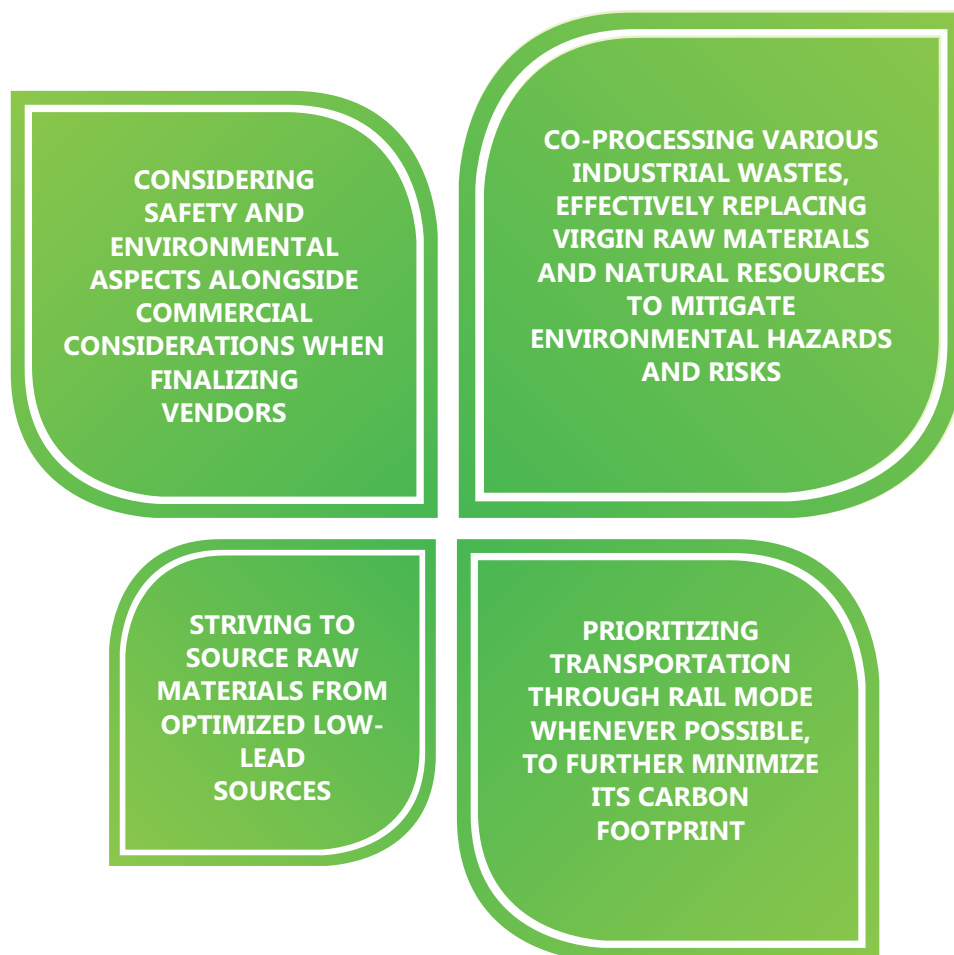 CONSIDERING
SAFETY AND
ENVIRONMENTAL
ASPECTS ALONGSIDE
COMMERCIAL
CONSIDERATIONS WHEN
FINALIZING
VENDORS
CO-PROCESSING VARIOUS
INDUSTRIAL WASTES,
EFFECTIVELY REPLACING
VIRGIN RAW MATERIALS
AND NATURAL RESOURCES
TO MITIGATE
ENVIRONMENTAL HAZARDS
AND RISKS
STRIVING TO
SOURCE RAW
MATERIALS FROM
OPTIMIZED LOW-
LEAD
SOURCES
PRIORITIZING
TRANSPORTATION
THROUGH RAIL MODE
WHENEVER POSSIBLE,
TO FURTHER MINIMIZE
ITS CARBON
FOOTPRINT